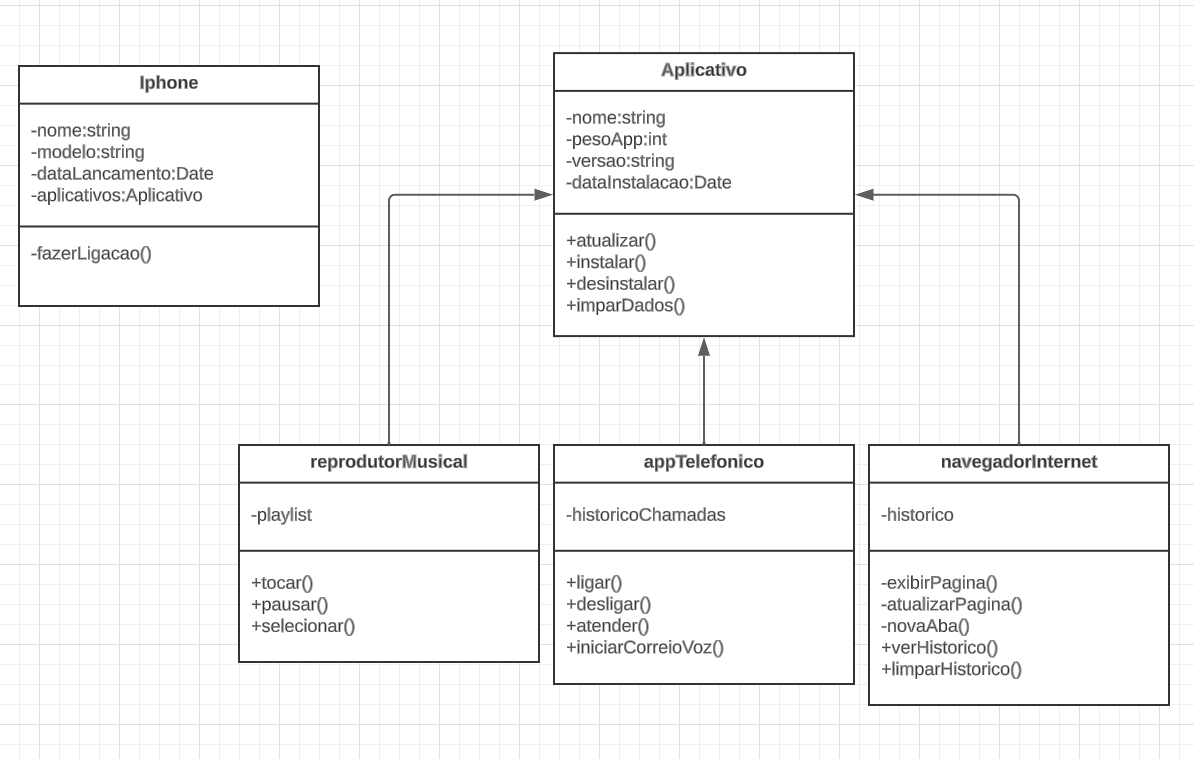 Iphone
-nome:string
-modelo:string
-dataLancamento:Date
-aplicativos:Aplicativo
-fazerLigacao()
Aplicativo
-nome:string
-pesoApp:int
-versao:string
-dataInstalacao:Date
+atualizar()
+instalar()
+desinstalar()
+imparDados()
reprodutorMusical
-playlist
+tocar()
+pausar()
+selecionar()
appTelefonico
-historicoChamadas
+ligar()
+desligar()
+atender()
+iniciarCorreioVoz()
navegadorInternet
-historico
-exibirPagina()
-atualizarPagina()
-novaAba()
+verHistorico()
+limparHistorico()